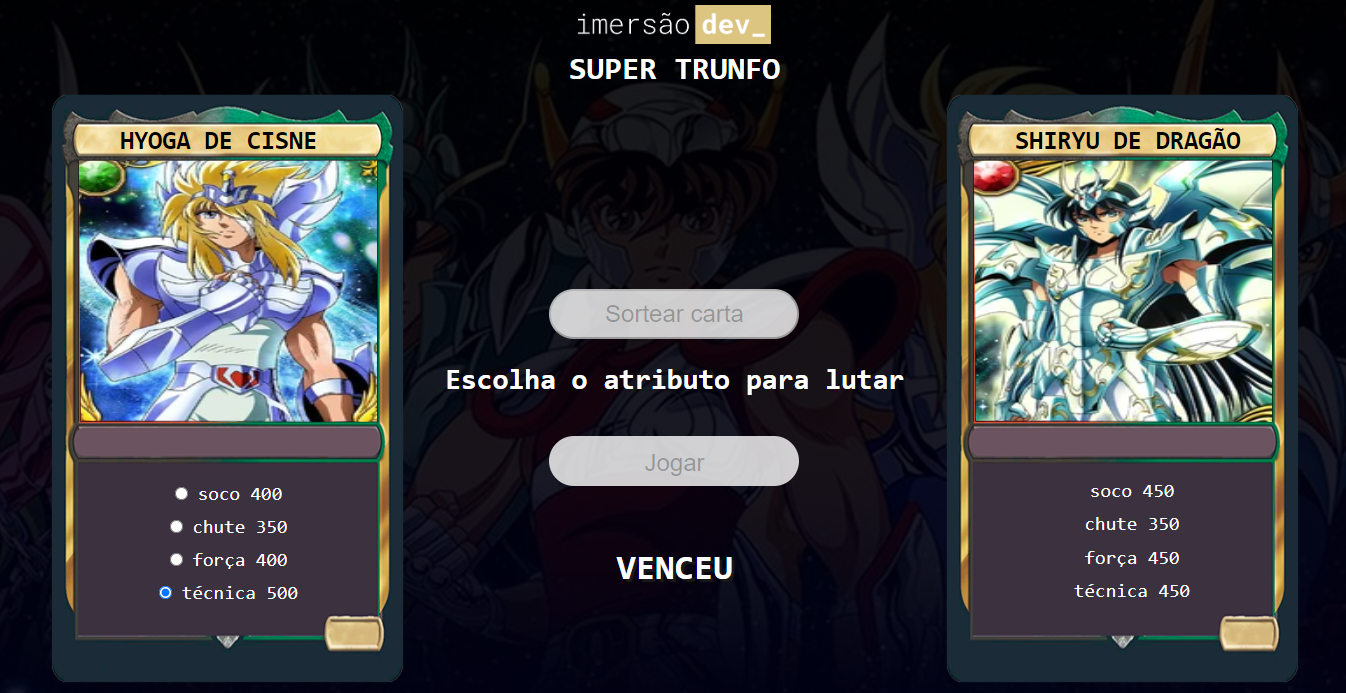 imersão dev_
SUPER TRUNFO
HYOGA DE CISNE
soco 400
chute 350
força 400
técnica 500
Sortear carta
Escolha o atributo para lutar
Jogar
VENCEU
SHIRYU DE DRAGÃO
soco 450
chute 350
força 450
técnica 450